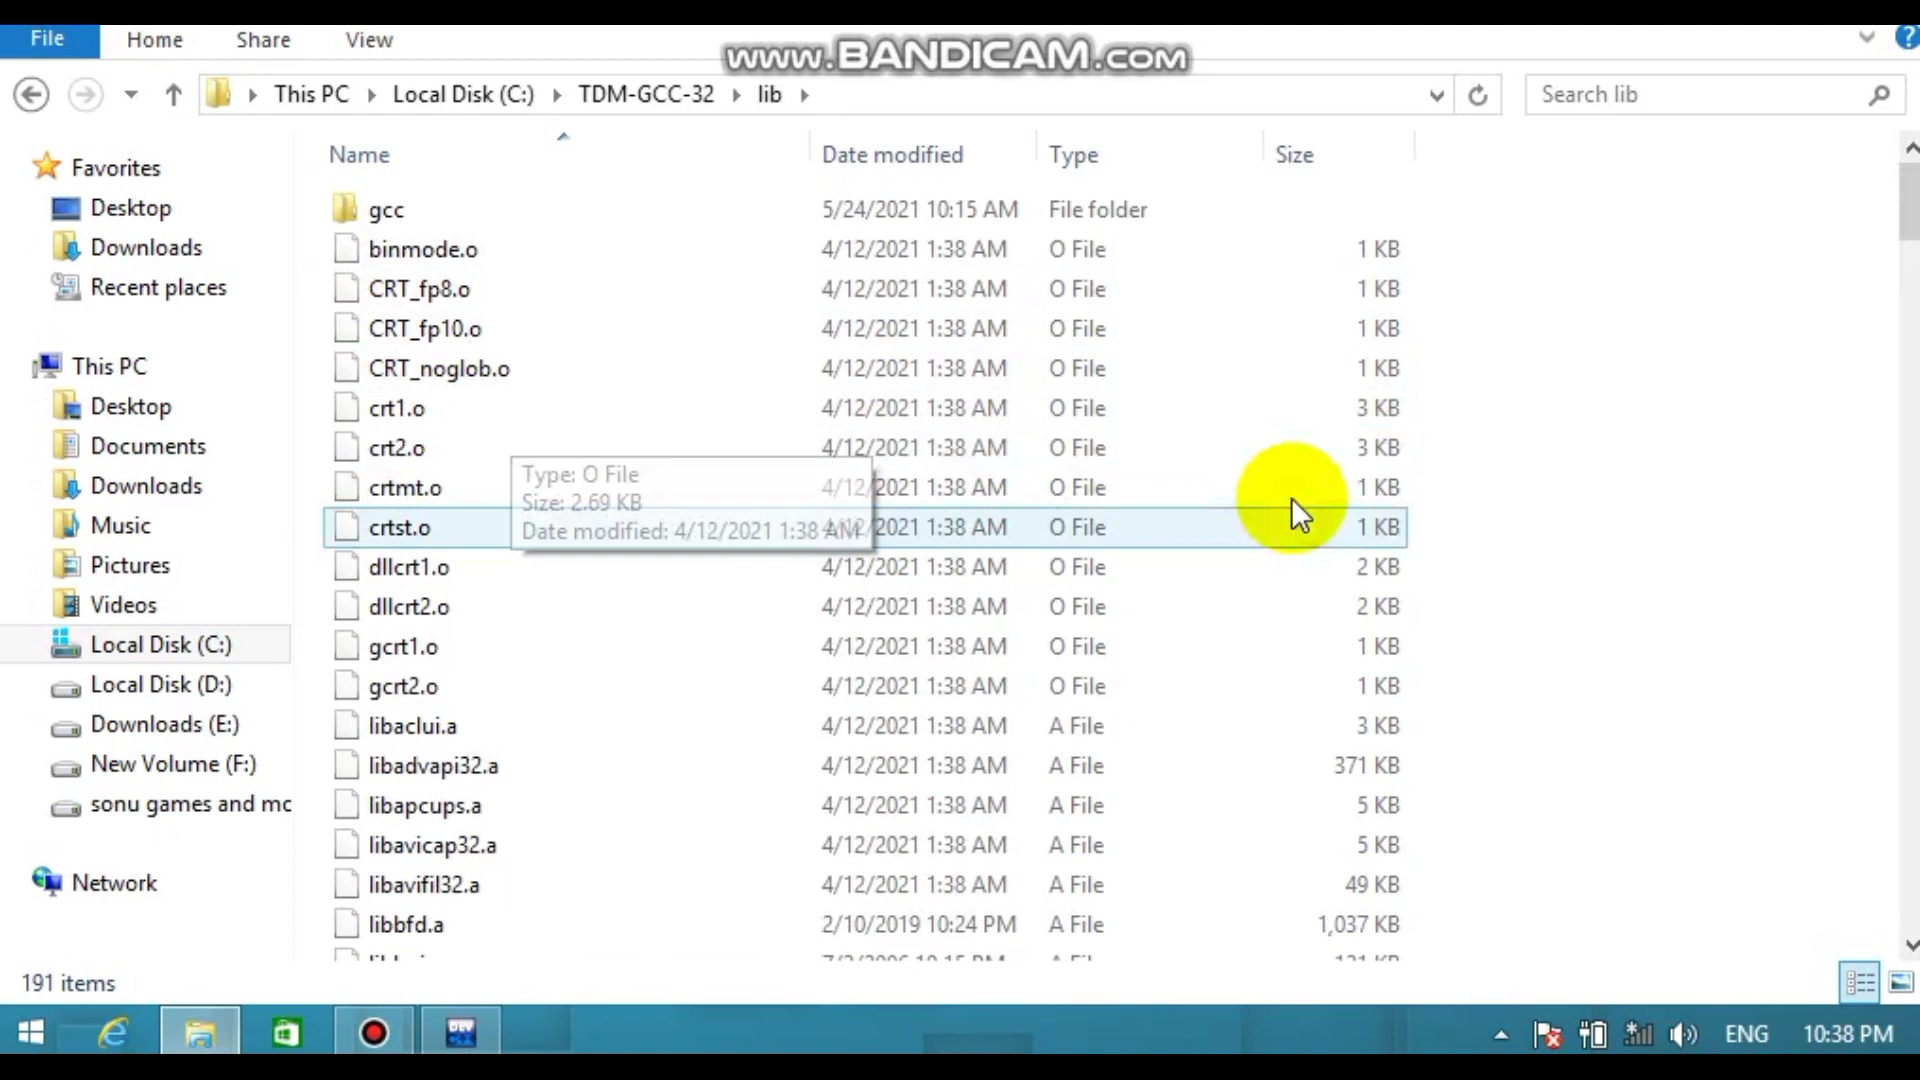 File Home Share View
www.BANDICAM.com
This PC Local Disk (C:) TDM-GCC-32 lib
Search lib
Favorites
Desktop
Downloads
Recent places
This PC
Desktop
Documents
Downloads
Music
Pictures
Videos
Local Disk (C:)
Local Disk (D:)
Downloads (E:)
New Volume (F:)
sonu games and mo
Network
Name Date modified Type Size
gcc 5/24/2021 10:15 AM File folder
binmode.o 4/12/2021 1:38 AM O File 1 KB
CRT_fp8.o 4/12/2021 1:38 AM O File 1 KB
CRT_fp10.o 4/12/2021 1:38 AM O File 1 KB
CRT_noglob.o 4/12/2021 1:38 AM O File 1 KB
crt1.o 4/12/2021 1:38 AM O File 3 KB
crt2.o 4/12/2021 1:38 AM O File 3 KB
crtmt.o 4/12/2021 1:38 AM O File 1 KB
crtst.o 4/12/2021 1:38 AM O File 1 KB
Type: O File
Size: 2.69 KB
Date modified: 4/12/2021 1:38 AM
dllcrt1.o 4/12/2021 1:38 AM O File 2 KB
dllcrt2.o 4/12/2021 1:38 AM O File 2 KB
gcrt1.o 4/12/2021 1:38 AM O File 1 KB
gcrt2.o 4/12/2021 1:38 AM O File 1 KB
libaclui.a 4/12/2021 1:38 AM A File 3 KB
libadvapi32.a 4/12/2021 1:38 AM A File 371 KB
libapcups.a 4/12/2021 1:38 AM A File 5 KB
libavicap32.a 4/12/2021 1:38 AM A File 5 KB
libavifil32.a 4/12/2021 1:38 AM A File 49 KB
libbfd.a 2/10/2019 10:24 PM A File 1,037 KB
191 items
DEV
ENG 10:38 PM